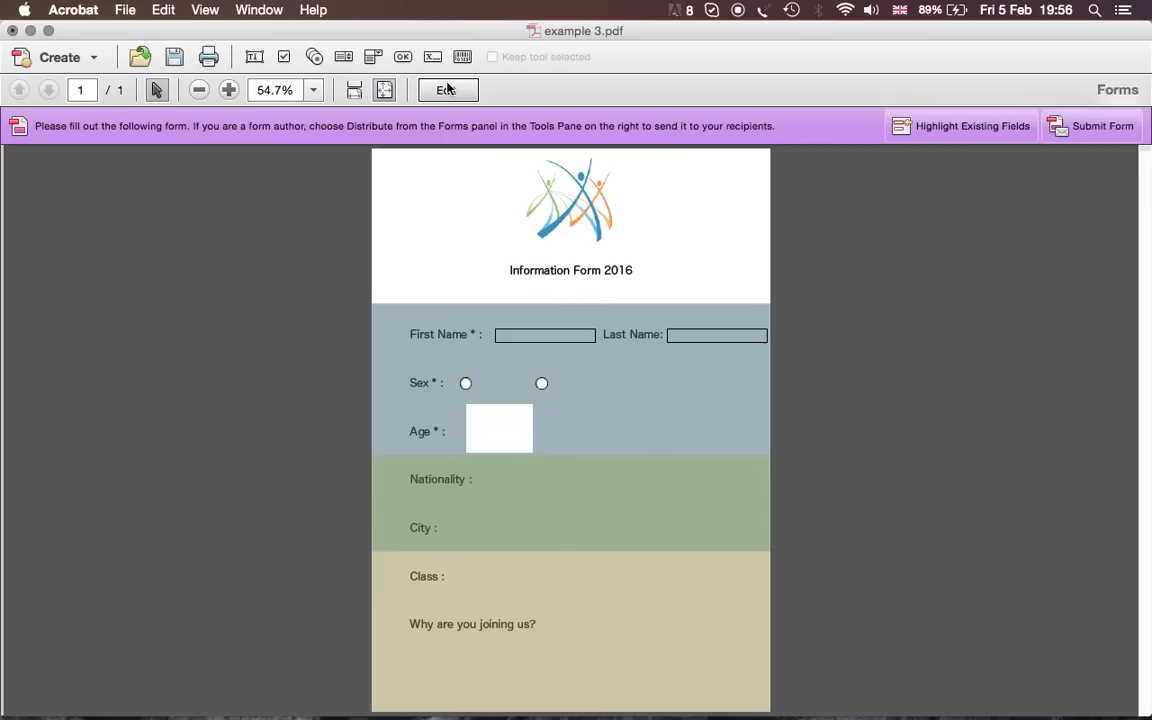 Acrobat File Edit View Window Help 8 89% Fri 5 Feb 19:56
example 3.pdf
Create OK Keep tool selected
1 / 1 54.7% Forms
Please fill out the following form. If you are a form author, choose Distribute from the Forms panel in the Tools Pane on the right to send it to your recipients. Highlight Existing Fields Submit Form
Information Form 2016
First Name * : Last Name:
Sex * :
Age * :
Nationality :
City :
Class :
Why are you joining us?